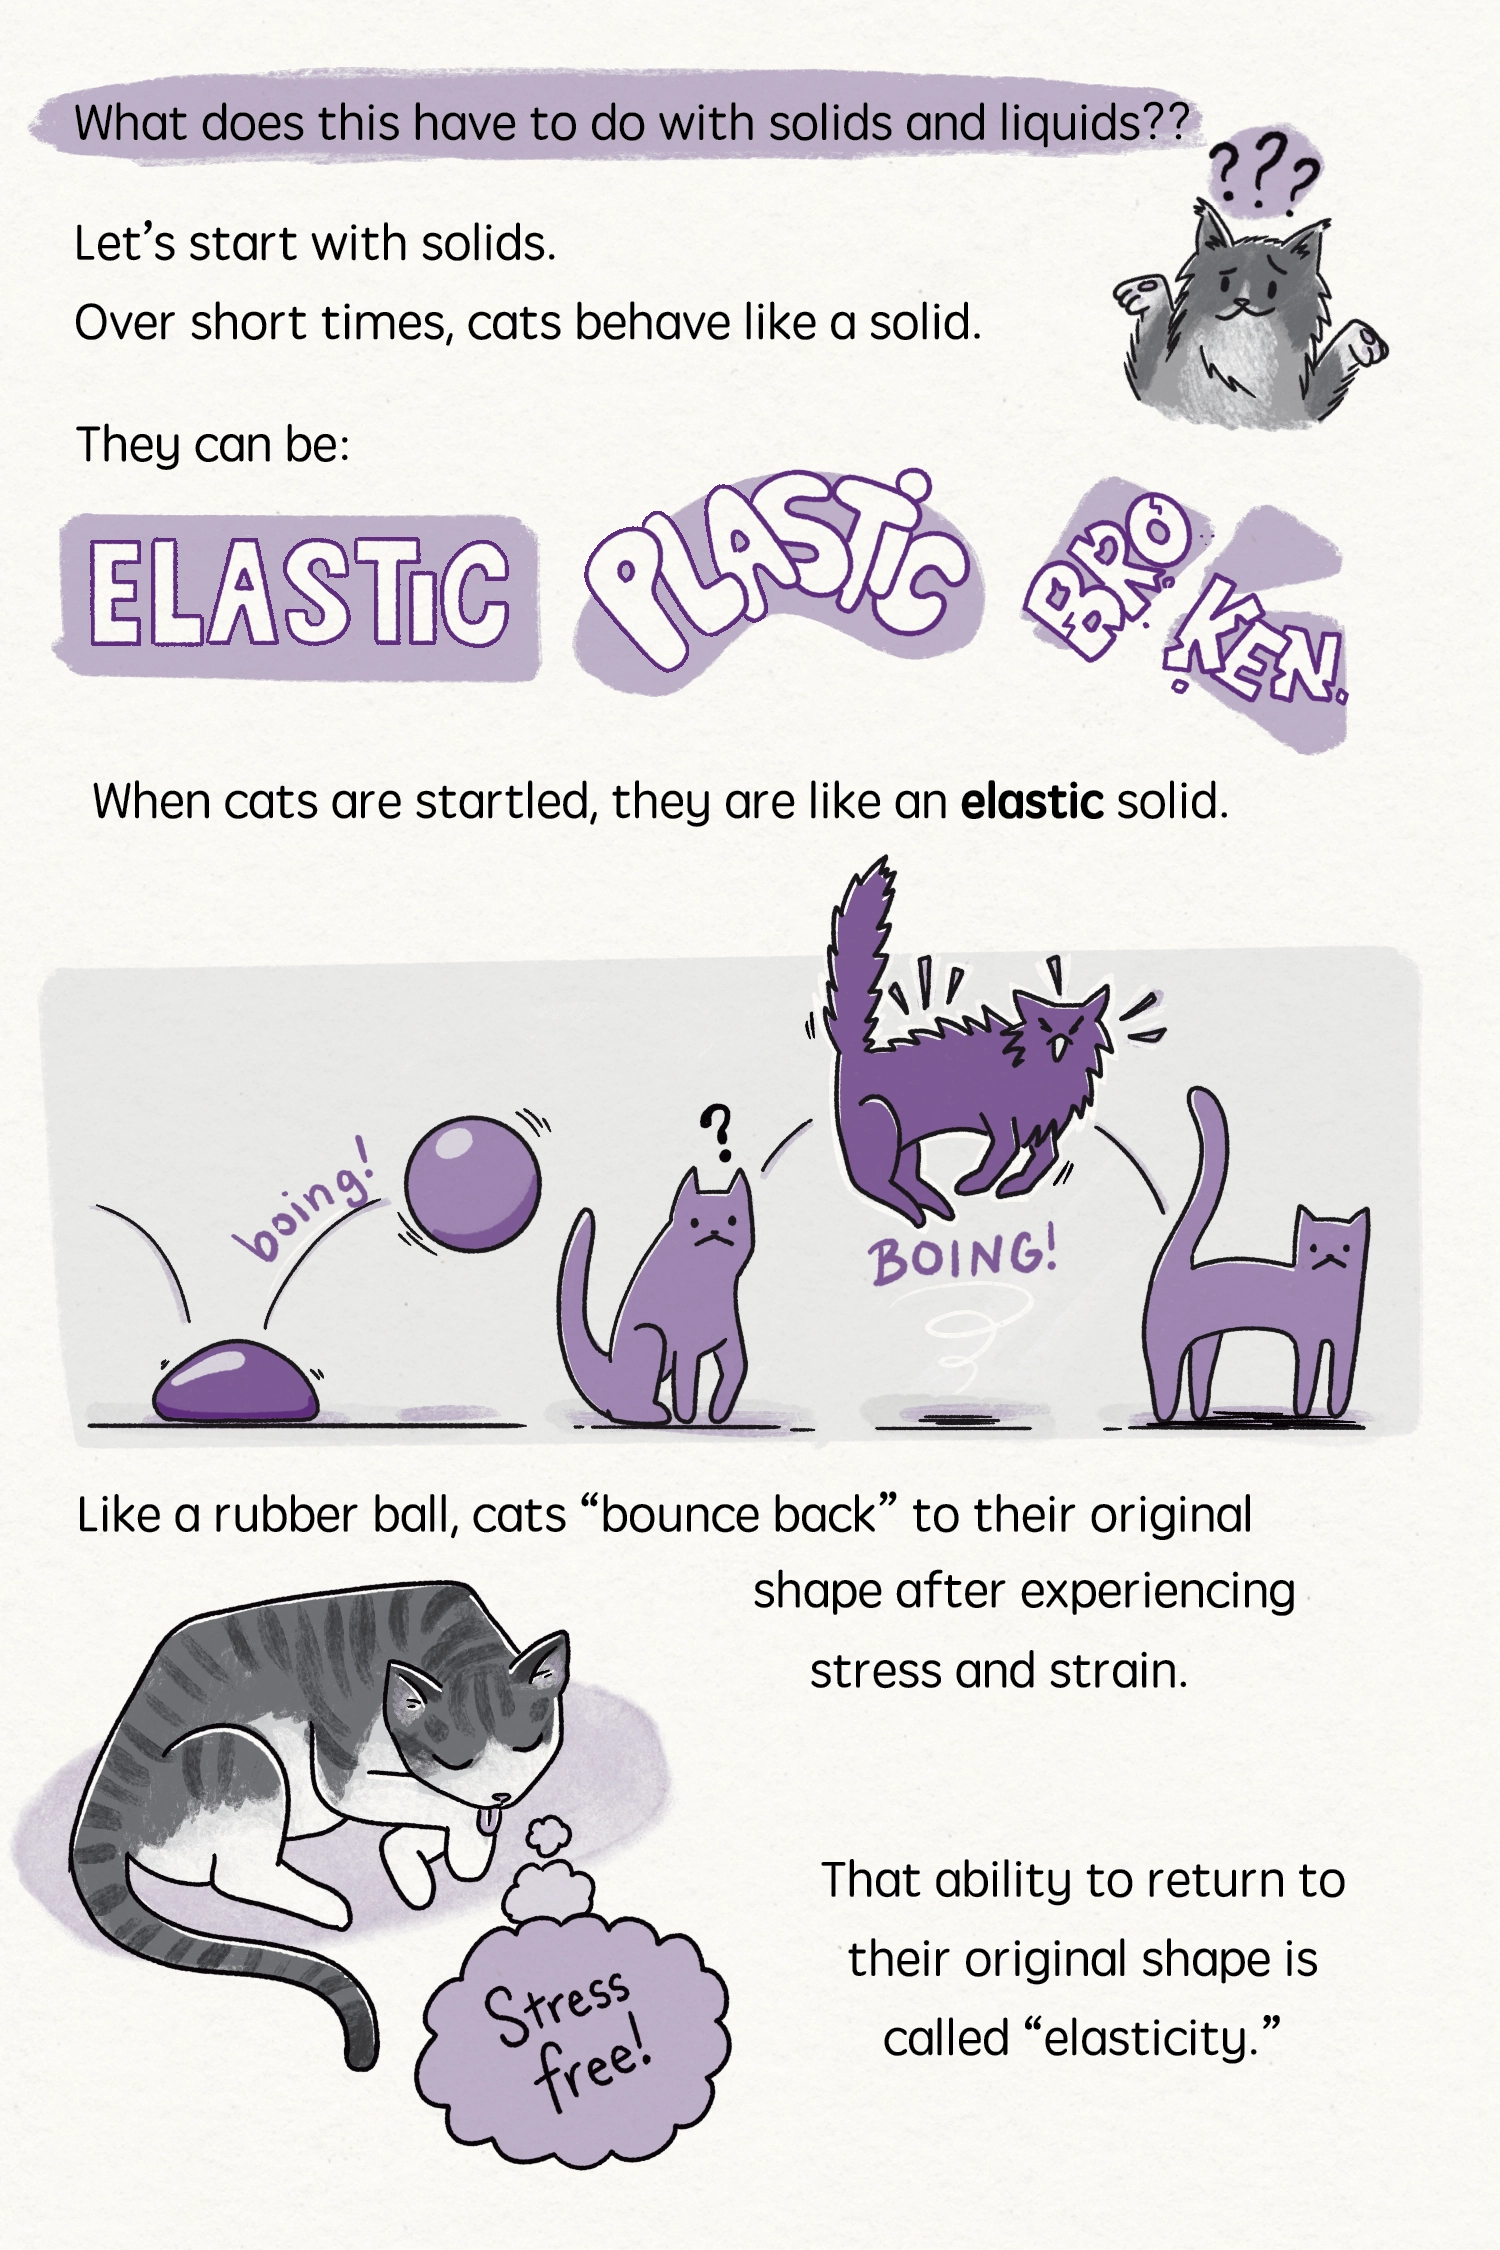 What does this have to do with solids and liquids??
???
Let’s start with solids.
Over short times, cats behave like a solid.
They can be:
ELASTiC
PLASTiC
BRO
KEN.
When cats are startled, they are like an elastic solid.
boing!
?
BOING!
Like a rubber ball, cats “bounce back” to their original
shape after experiencing
stress and strain.
That ability to return to
their original shape is
called “elasticity.”
Stress
free!